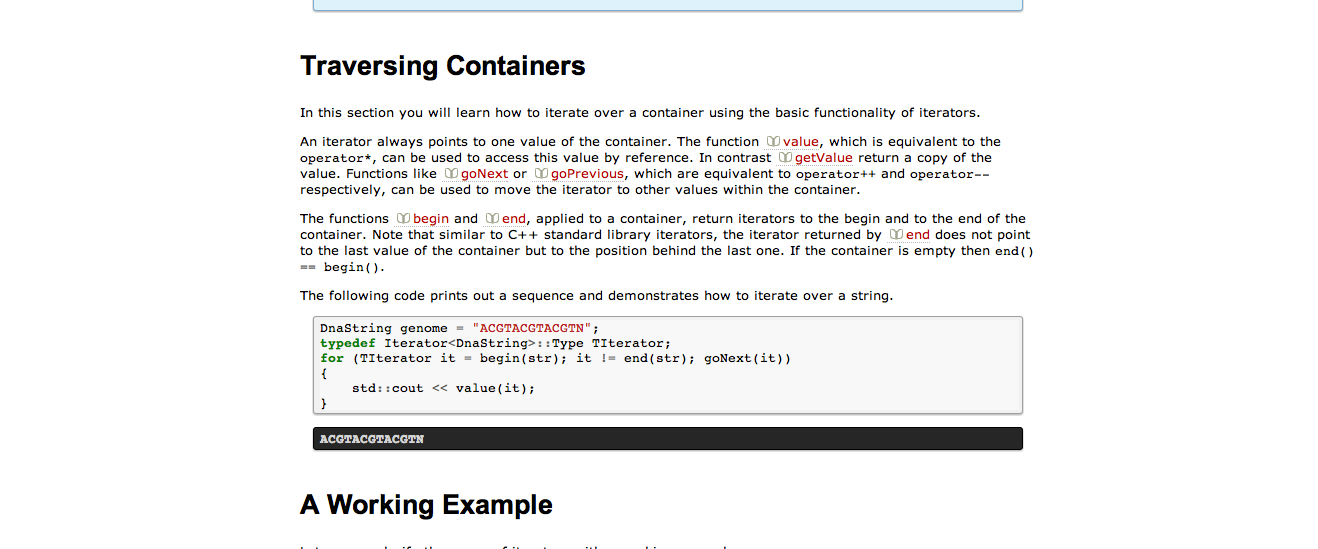 Traversing Containers
In this section you will learn how to iterate over a container using the basic functionality of iterators.
An iterator always points to one value of the container. The function value, which is equivalent to the
operator*, can be used to access this value by reference. In contrast getValue return a copy of the
value. Functions like goNext or goPrevious, which are equivalent to operator++ and operator--
respectively, can be used to move the iterator to other values within the container.
The functions begin and end, applied to a container, return iterators to the begin and to the end of the
container. Note that similar to C++ standard library iterators, the iterator returned by end does not point
to the last value of the container but to the position behind the last one. If the container is empty then end()
== begin().
The following code prints out a sequence and demonstrates how to iterate over a string.
DnaString genome = "ACGTACGTACGTN";
typedef Iterator<DnaString>::Type TIterator;
for (TIterator it = begin(str); it != end(str); goNext(it))
{
    std::cout << value(it);
}
ACGTACGTACGTN
A Working Example